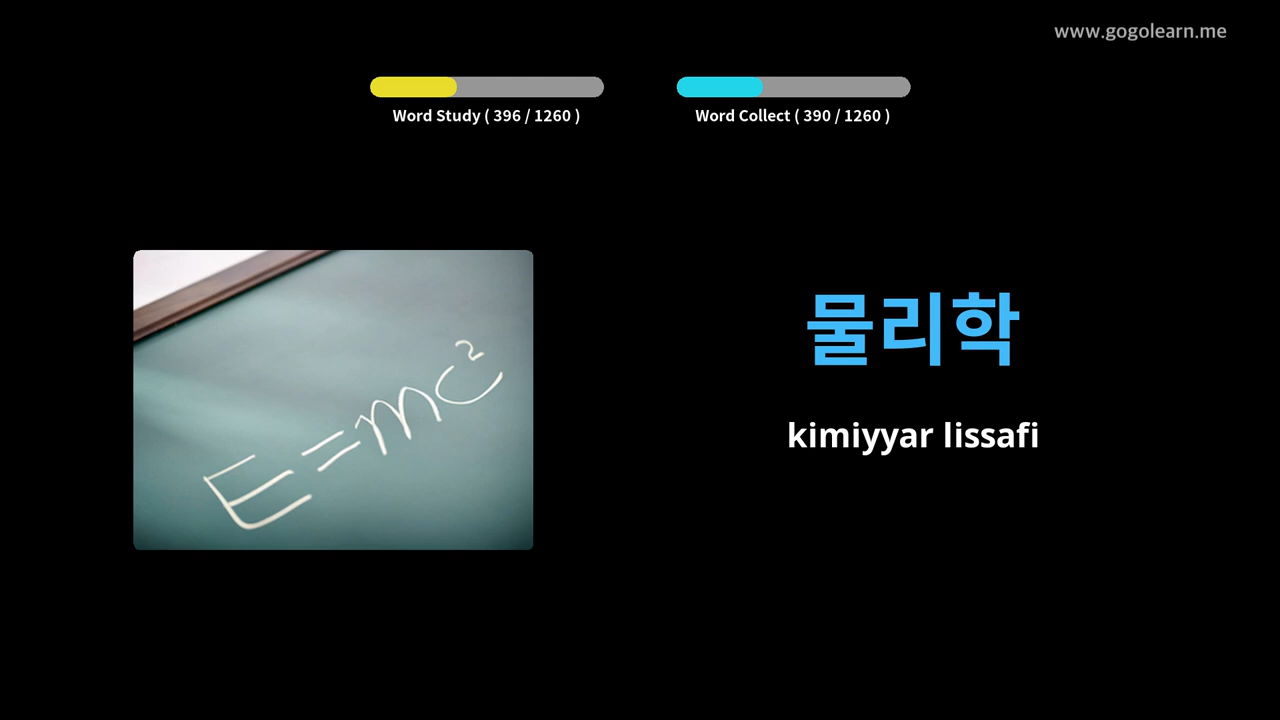 www.gogolearn.me
Word Study ( 396 / 1260 )
Word Collect ( 390 / 1260 )
E=mc²
물리학
kimiyyar lissafi